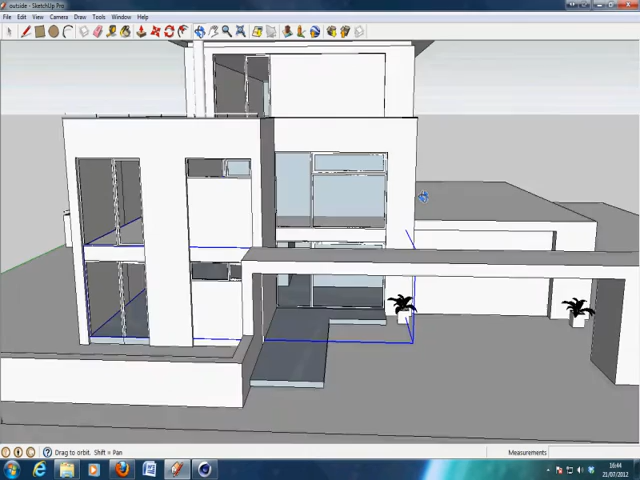 outside - SketchUp Pro
File Edit View Camera Draw Tools Window Help
Drag to orbit. Shift = Pan
Measurements
16:44
21/07/2012